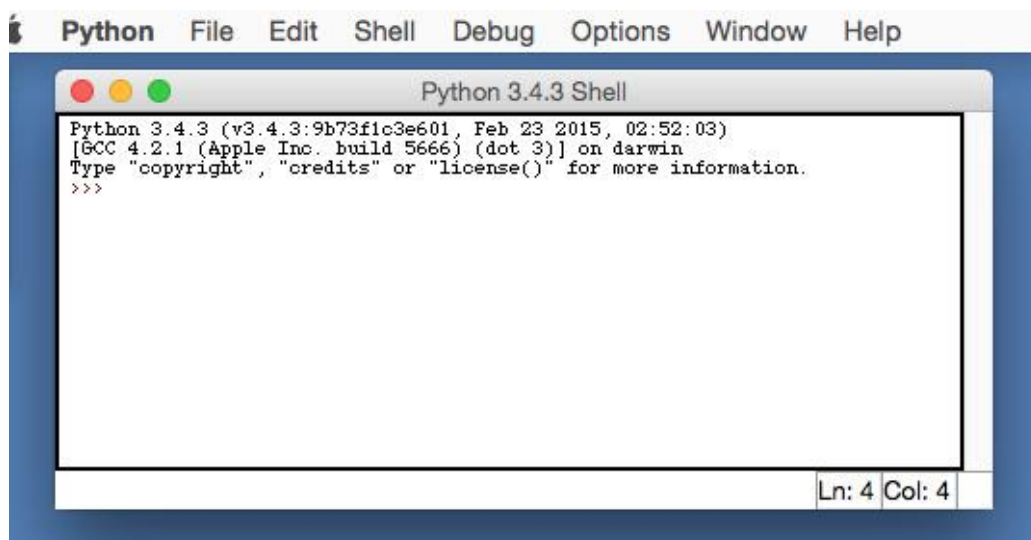 Python File Edit Shell Debug Options Window Help
Python 3.4.3 Shell
Python 3.4.3 (v3.4.3:9b73f1c3e601, Feb 23 2015, 02:52:03)
[GCC 4.2.1 (Apple Inc. build 5666) (dot 3)] on darwin
Type "copyright", "credits" or "license()" for more information.
>>>
Ln: 4 Col: 4